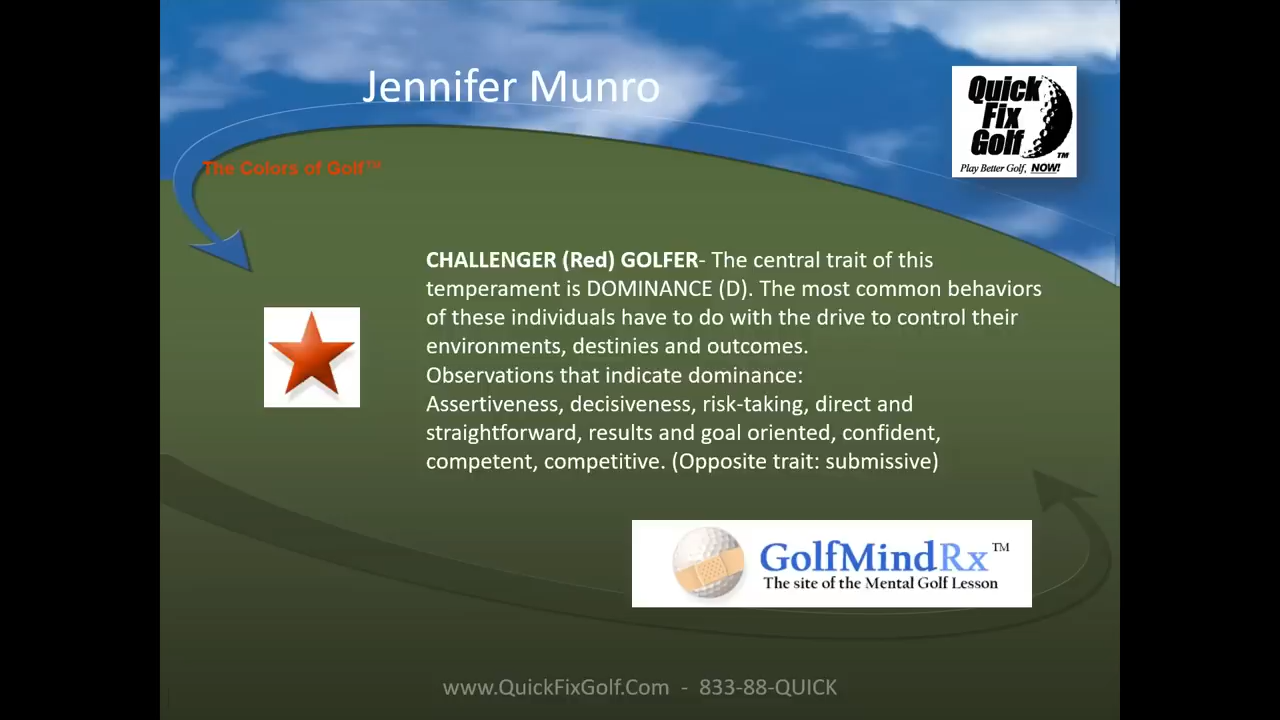 Jennifer Munro
Quick
Fix
Golf
™
Play Better Golf, NOW!
The Colors of Golf™
CHALLENGER (Red) GOLFER- The central trait of this
temperament is DOMINANCE (D). The most common behaviors
of these individuals have to do with the drive to control their
environments, destinies and outcomes.
Observations that indicate dominance:
Assertiveness, decisiveness, risk-taking, direct and
straightforward, results and goal oriented, confident,
competent, competitive. (Opposite trait: submissive)
GolfMindRx™
The site of the Mental Golf Lesson
www.QuickFixGolf.Com - 833-88-QUICK